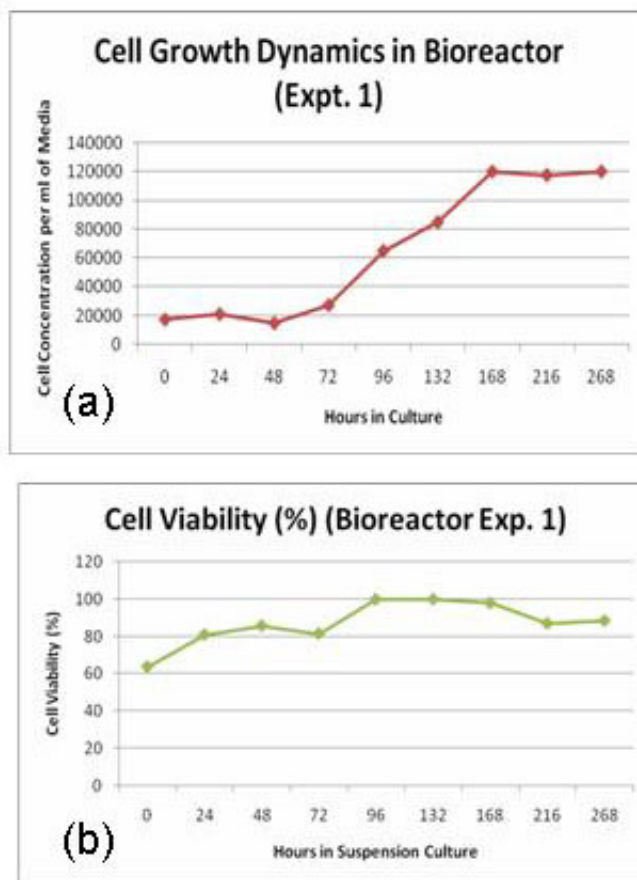 Cell Growth Dynamics in Bioreactor
(Expt. 1)
Cell Concentration per ml of Media
140000
120000
100000
80000
60000
40000
20000
0
0 24 48 72 96 132 168 216 268
Hours in Culture
(a)
Cell Viability (%) (Bioreactor Exp. 1)
Cell Viability (%)
120
100
80
60
40
20
0
0 24 48 72 96 132 168 216 268
Hours in Suspension Culture
(b)